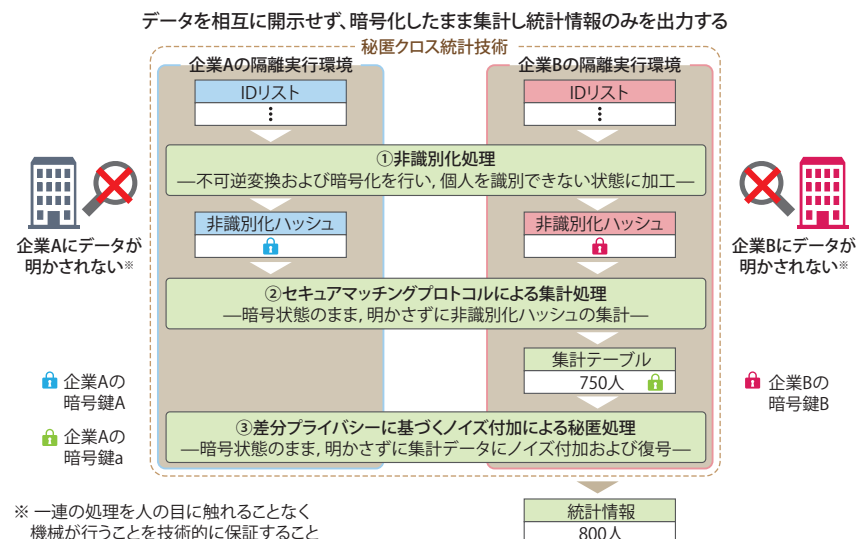 データを相互に開示せず、暗号化したまま集計し統計情報のみを出力する
秘匿クロス統計技術
企業Aの隔離実行環境
企業Bの隔離実行環境
IDリスト
IDリスト
①非識別化処理
―不可逆変換および暗号化を行い, 個人を識別できない状態に加工―
企業Aにデータが
明かされない※
企業Bにデータが
明かされない※
非識別化ハッシュ
非識別化ハッシュ
②セキュアマッチングプロトコルによる集計処理
―暗号状態のまま, 明かさずに非識別化ハッシュの集計―
集計テーブル
750人
企業Aの
暗号鍵A
企業Aの
暗号鍵a
企業Bの
暗号鍵B
③差分プライバシーに基づくノイズ付加による秘匿処理
―暗号状態のまま, 明かさずに集計データにノイズ付加および復号―
※ 一連の処理を人の目に触れることなく
機械が行うことを技術的に保証すること
統計情報
800人